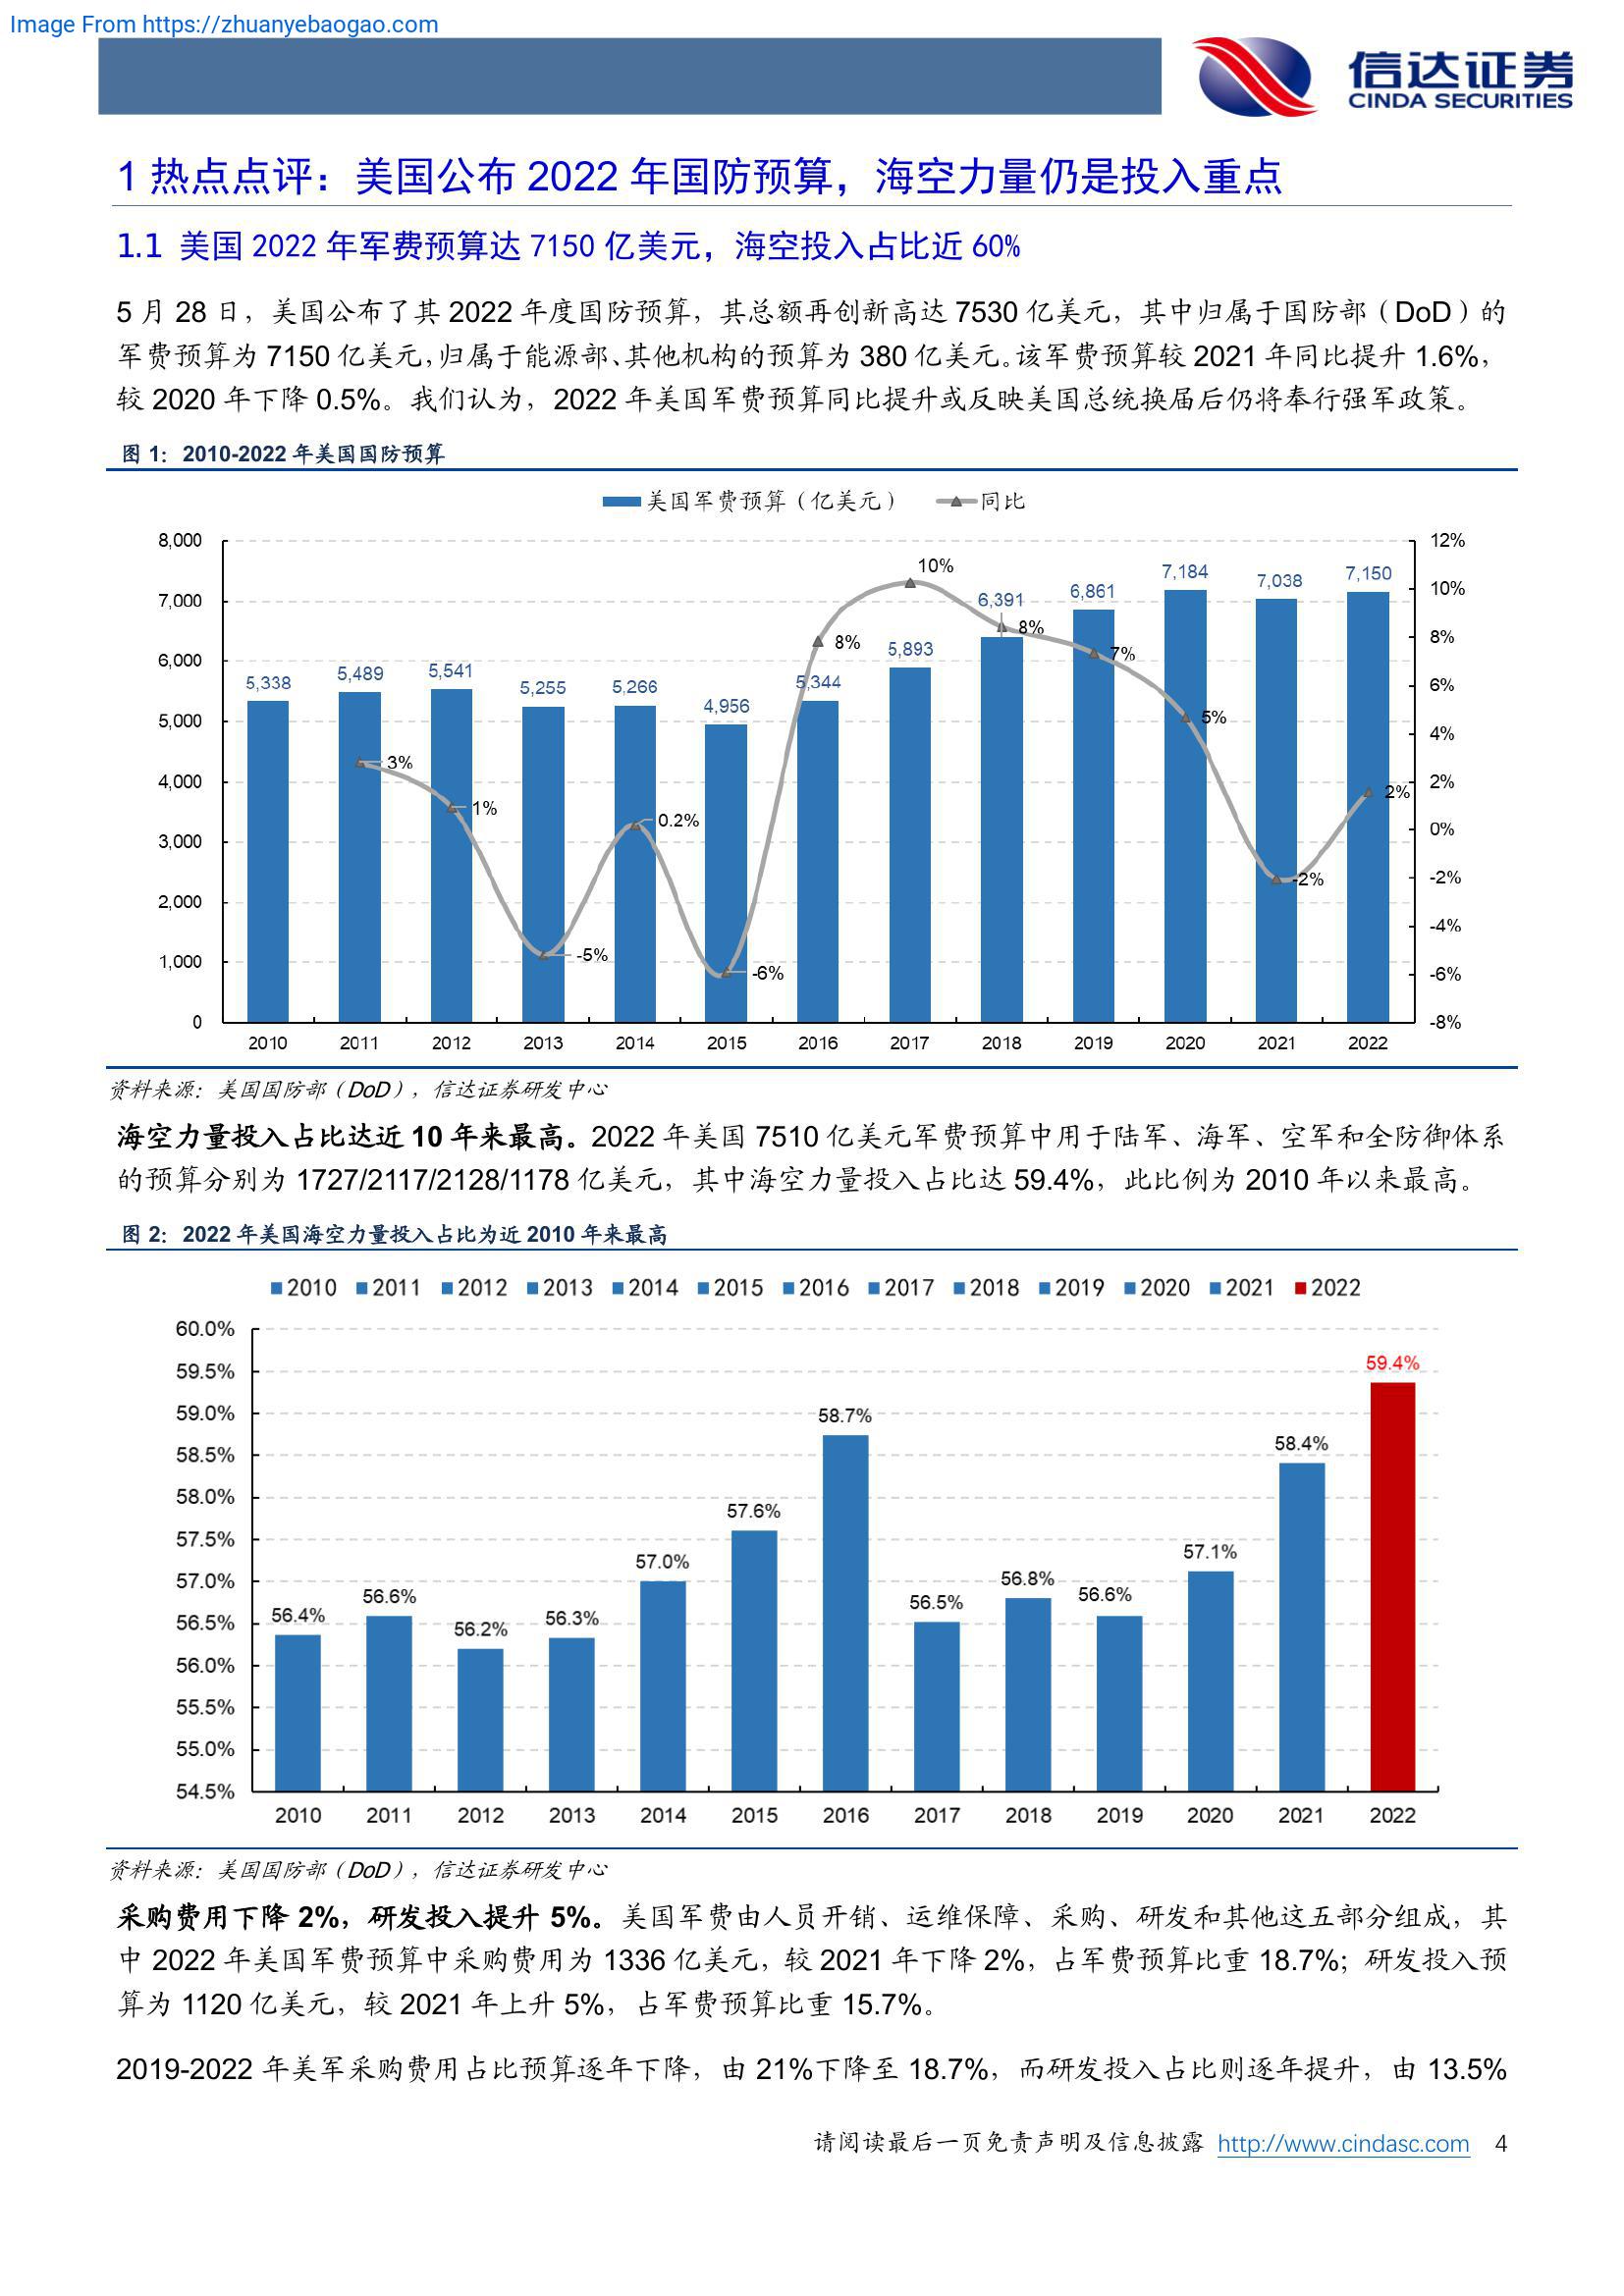 Image From https://zhuanyebaogao.com
信达证券
CINDA SECURITIES
1 热点点评：美国公布 2022 年国防预算，海空力量仍是投入重点
1.1 美国 2022 年军费预算达 7150 亿美元，海空投入占比近 60%
5 月 28 日，美国公布了其 2022 年度国防预算，其总额再创新高达 7530 亿美元，其中归属于国防部（DoD）的
军费预算为 7150 亿美元，归属于能源部、其他机构的预算为 380 亿美元。该军费预算较 2021 年同比提升 1.6%，
较 2020 年下降 0.5%。我们认为，2022 年美国军费预算同比提升或反映美国总统换届后仍将奉行强军政策。
图 1：2010-2022 年美国国防预算
美国军费预算（亿美元） 同比
8,000 12%
7,000 10%
6,000 8%
5,000 6%
4,000 4%
3,000 2%
2,000 0%
1,000 -2%
0 -4%
-6%
-8%
5,338 5,489 5,541 5,255 5,266 4,956 5,344 5,893 6,391 6,861 7,184 7,038 7,150
3% 1% -5% 0.2% -6% 8% 10% 8% 7% 5% -2% 2%
2010 2011 2012 2013 2014 2015 2016 2017 2018 2019 2020 2021 2022
资料来源：美国国防部（DoD），信达证券研发中心
海空力量投入占比达近 10 年来最高。2022 年美国 7510 亿美元军费预算中用于陆军、海军、空军和全防御体系
的预算分别为 1727/2117/2128/1178 亿美元，其中海空力量投入占比达 59.4%，此比例为 2010 年以来最高。
图 2：2022 年美国海空力量投入占比为近 2010 年来最高
2010 2011 2012 2013 2014 2015 2016 2017 2018 2019 2020 2021 2022
60.0%
59.5%
59.0%
58.5%
58.0%
57.5%
57.0%
56.5%
56.0%
55.5%
55.0%
54.5%
56.4% 56.6% 56.2% 56.3% 57.0% 57.6% 58.7% 56.5% 56.8% 56.6% 57.1% 58.4% 59.4%
2010 2011 2012 2013 2014 2015 2016 2017 2018 2019 2020 2021 2022
资料来源：美国国防部（DoD），信达证券研发中心
采购费用下降 2%，研发投入提升 5%。美国军费由人员开销、运维保障、采购、研发和其他这五部分组成，其
中 2022 年美国军费预算中采购费用为 1336 亿美元，较 2021 年下降 2%，占军费预算比重 18.7%；研发投入预
算为 1120 亿美元，较 2021 年上升 5%，占军费预算比重 15.7%。
2019-2022 年美军采购费用占比预算逐年下降，由 21%下降至 18.7%，而研发投入占比则逐年提升，由 13.5%
请阅读最后一页免责声明及信息披露 http://www.cindasc.com 4